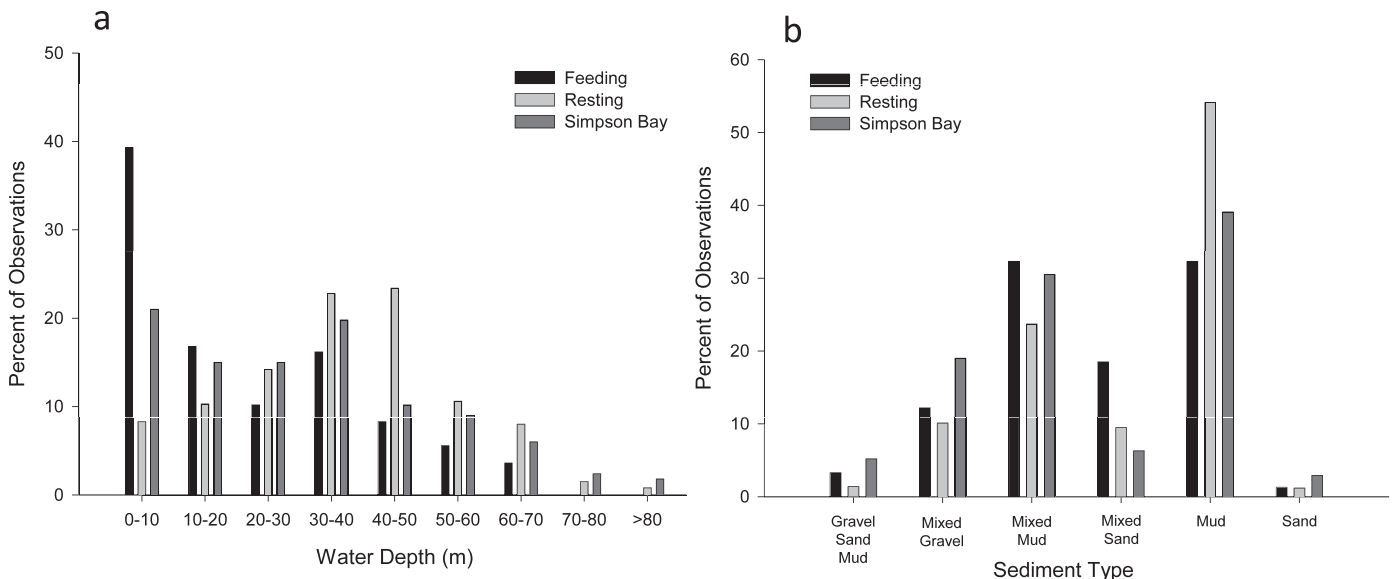 a
50
40
30
20
10
0
Percent of Observations
Feeding
Resting
Simpson Bay
0-10 10-20 20-30 30-40 40-50 50-60 60-70 70-80 >80
Water Depth (m)
b
60
50
40
30
20
10
0
Percent of Observations
Feeding
Resting
Simpson Bay
Gravel Sand Mud
Mixed Gravel
Mixed Mud
Mixed Sand
Mud
Sand
Sediment Type